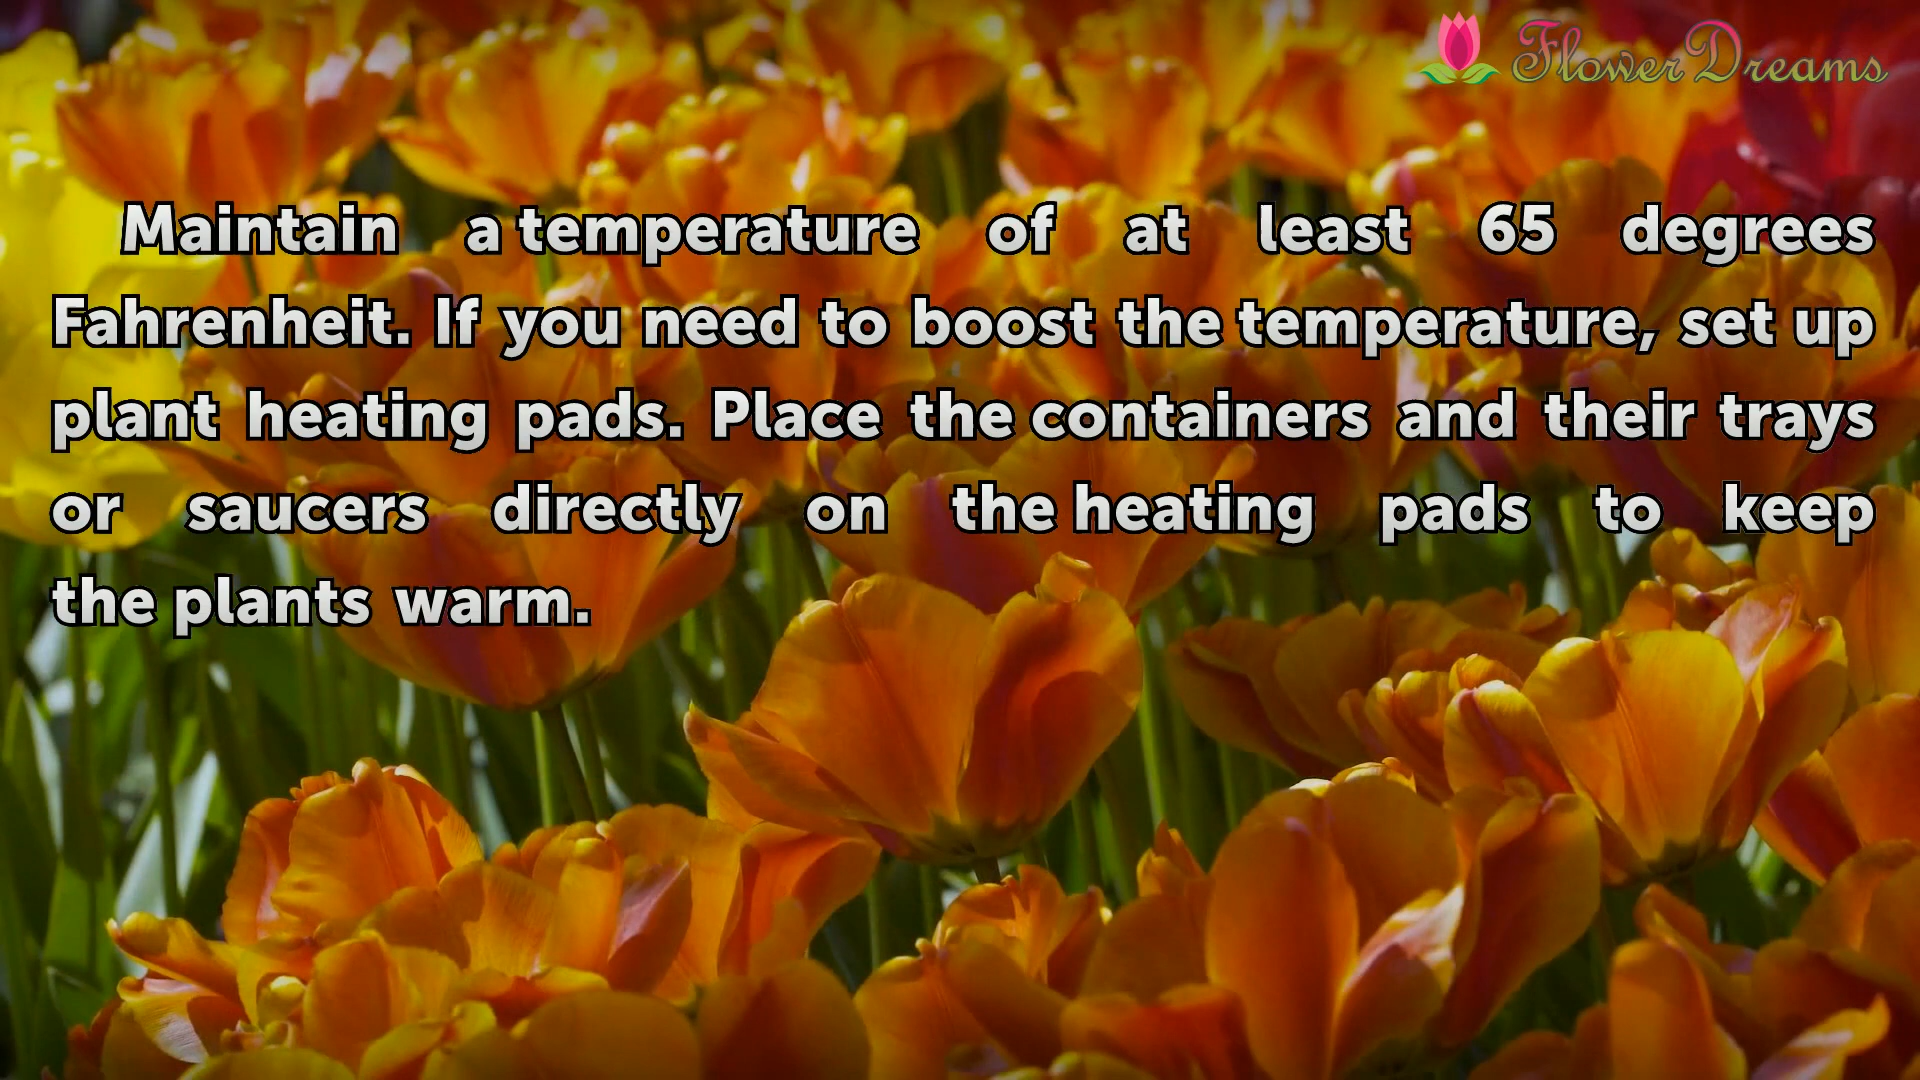 Flower Dreams
Maintain a temperature of at least 65 degrees
Fahrenheit. If you need to boost the temperature, set up
plant heating pads. Place the containers and their trays
or saucers directly on the heating pads to keep
the plants warm.